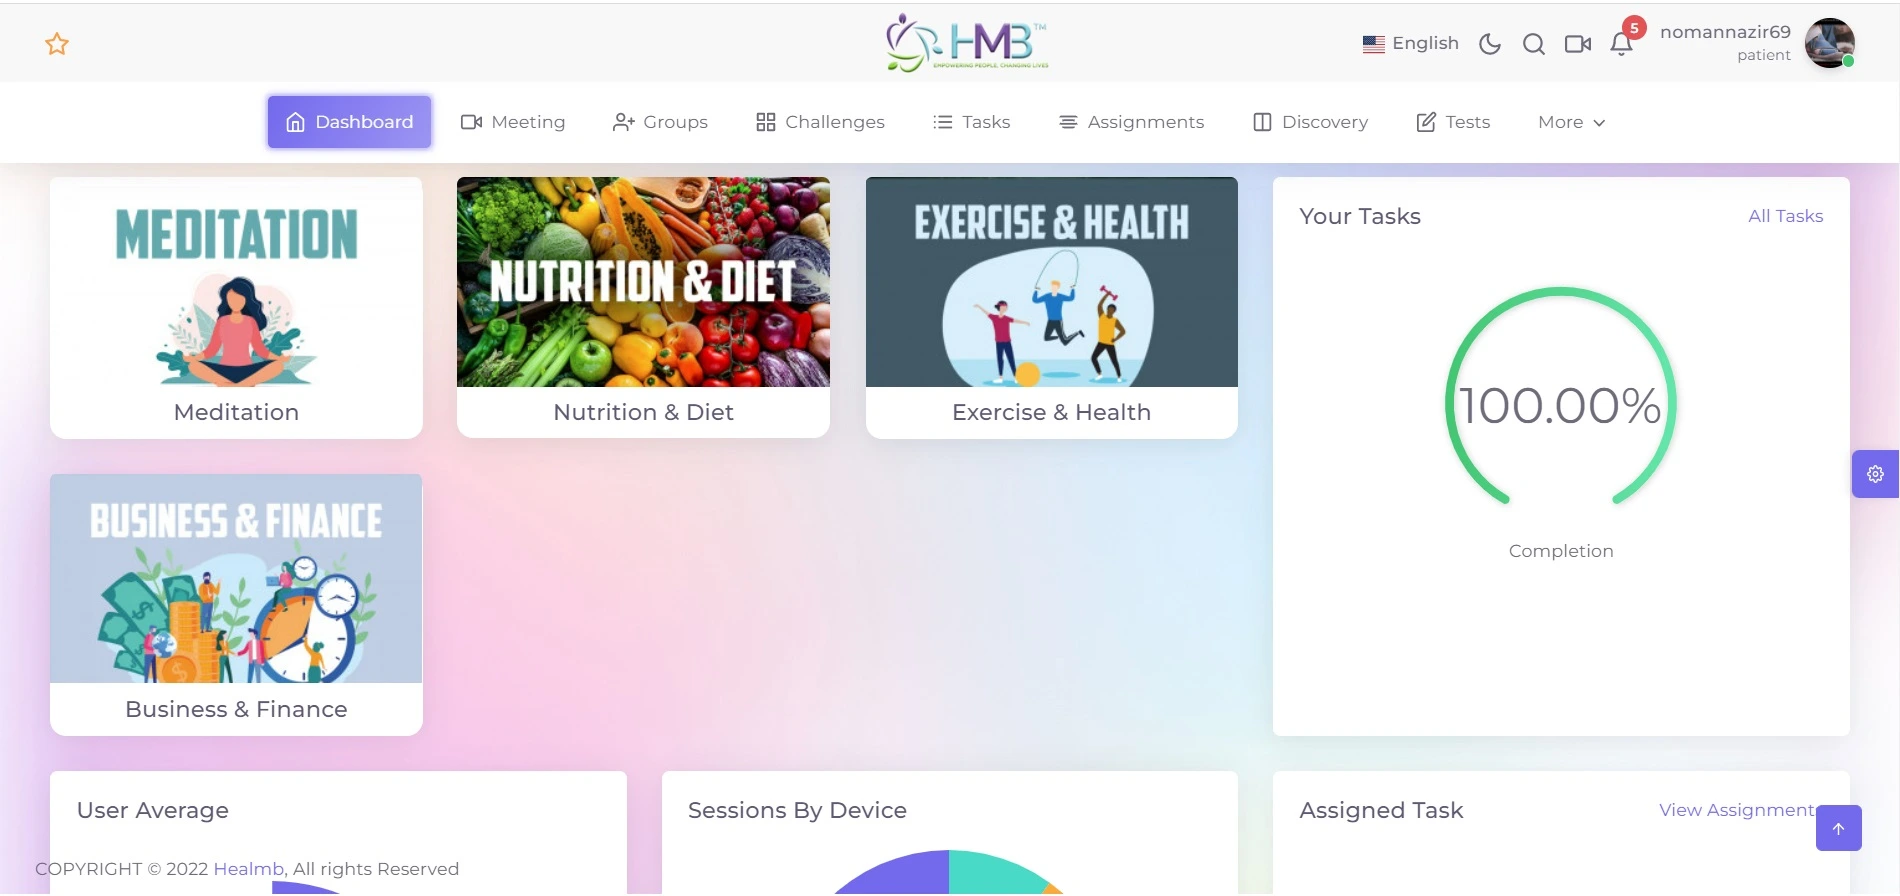 HMB™
EMPOWERING PEOPLE. CHANGING LIVES
English
5
nomannazir69
patient
Dashboard
Meeting
Groups
Challenges
Tasks
Assignments
Discovery
Tests
More
MEDITATION
Meditation
NUTRITION & DIET
Nutrition & Diet
EXERCISE & HEALTH
Exercise & Health
Your Tasks
All Tasks
100.00%
Completion
BUSINESS & FINANCE
Business & Finance
User Average
Sessions By Device
Assigned Task
View Assignments
COPYRIGHT © 2022 Healmb, All rights Reserved